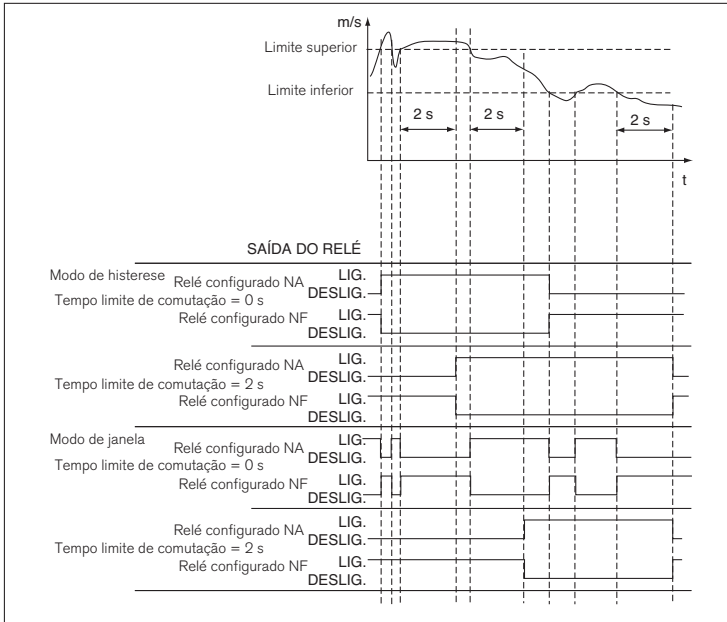 m/s
Limite superior
Limite inferior
2 s
2 s
2 s
t
SAÍDA DO RELÉ
Modo de histerese
Relé configurado NA
LIG.
DESLIG.
Tempo limite de comutação = 0 s
Relé configurado NF
LIG.
DESLIG.
Relé configurado NA
LIG.
DESLIG.
Tempo limite de comutação = 2 s
Relé configurado NF
LIG.
DESLIG.
Modo de janela
Relé configurado NA
LIG.
DESLIG.
Tempo limite de comutação = 0 s
Relé configurado NF
LIG.
DESLIG.
Relé configurado NA
LIG.
DESLIG.
Tempo limite de comutação = 2 s
Relé configurado NF
LIG.
DESLIG.